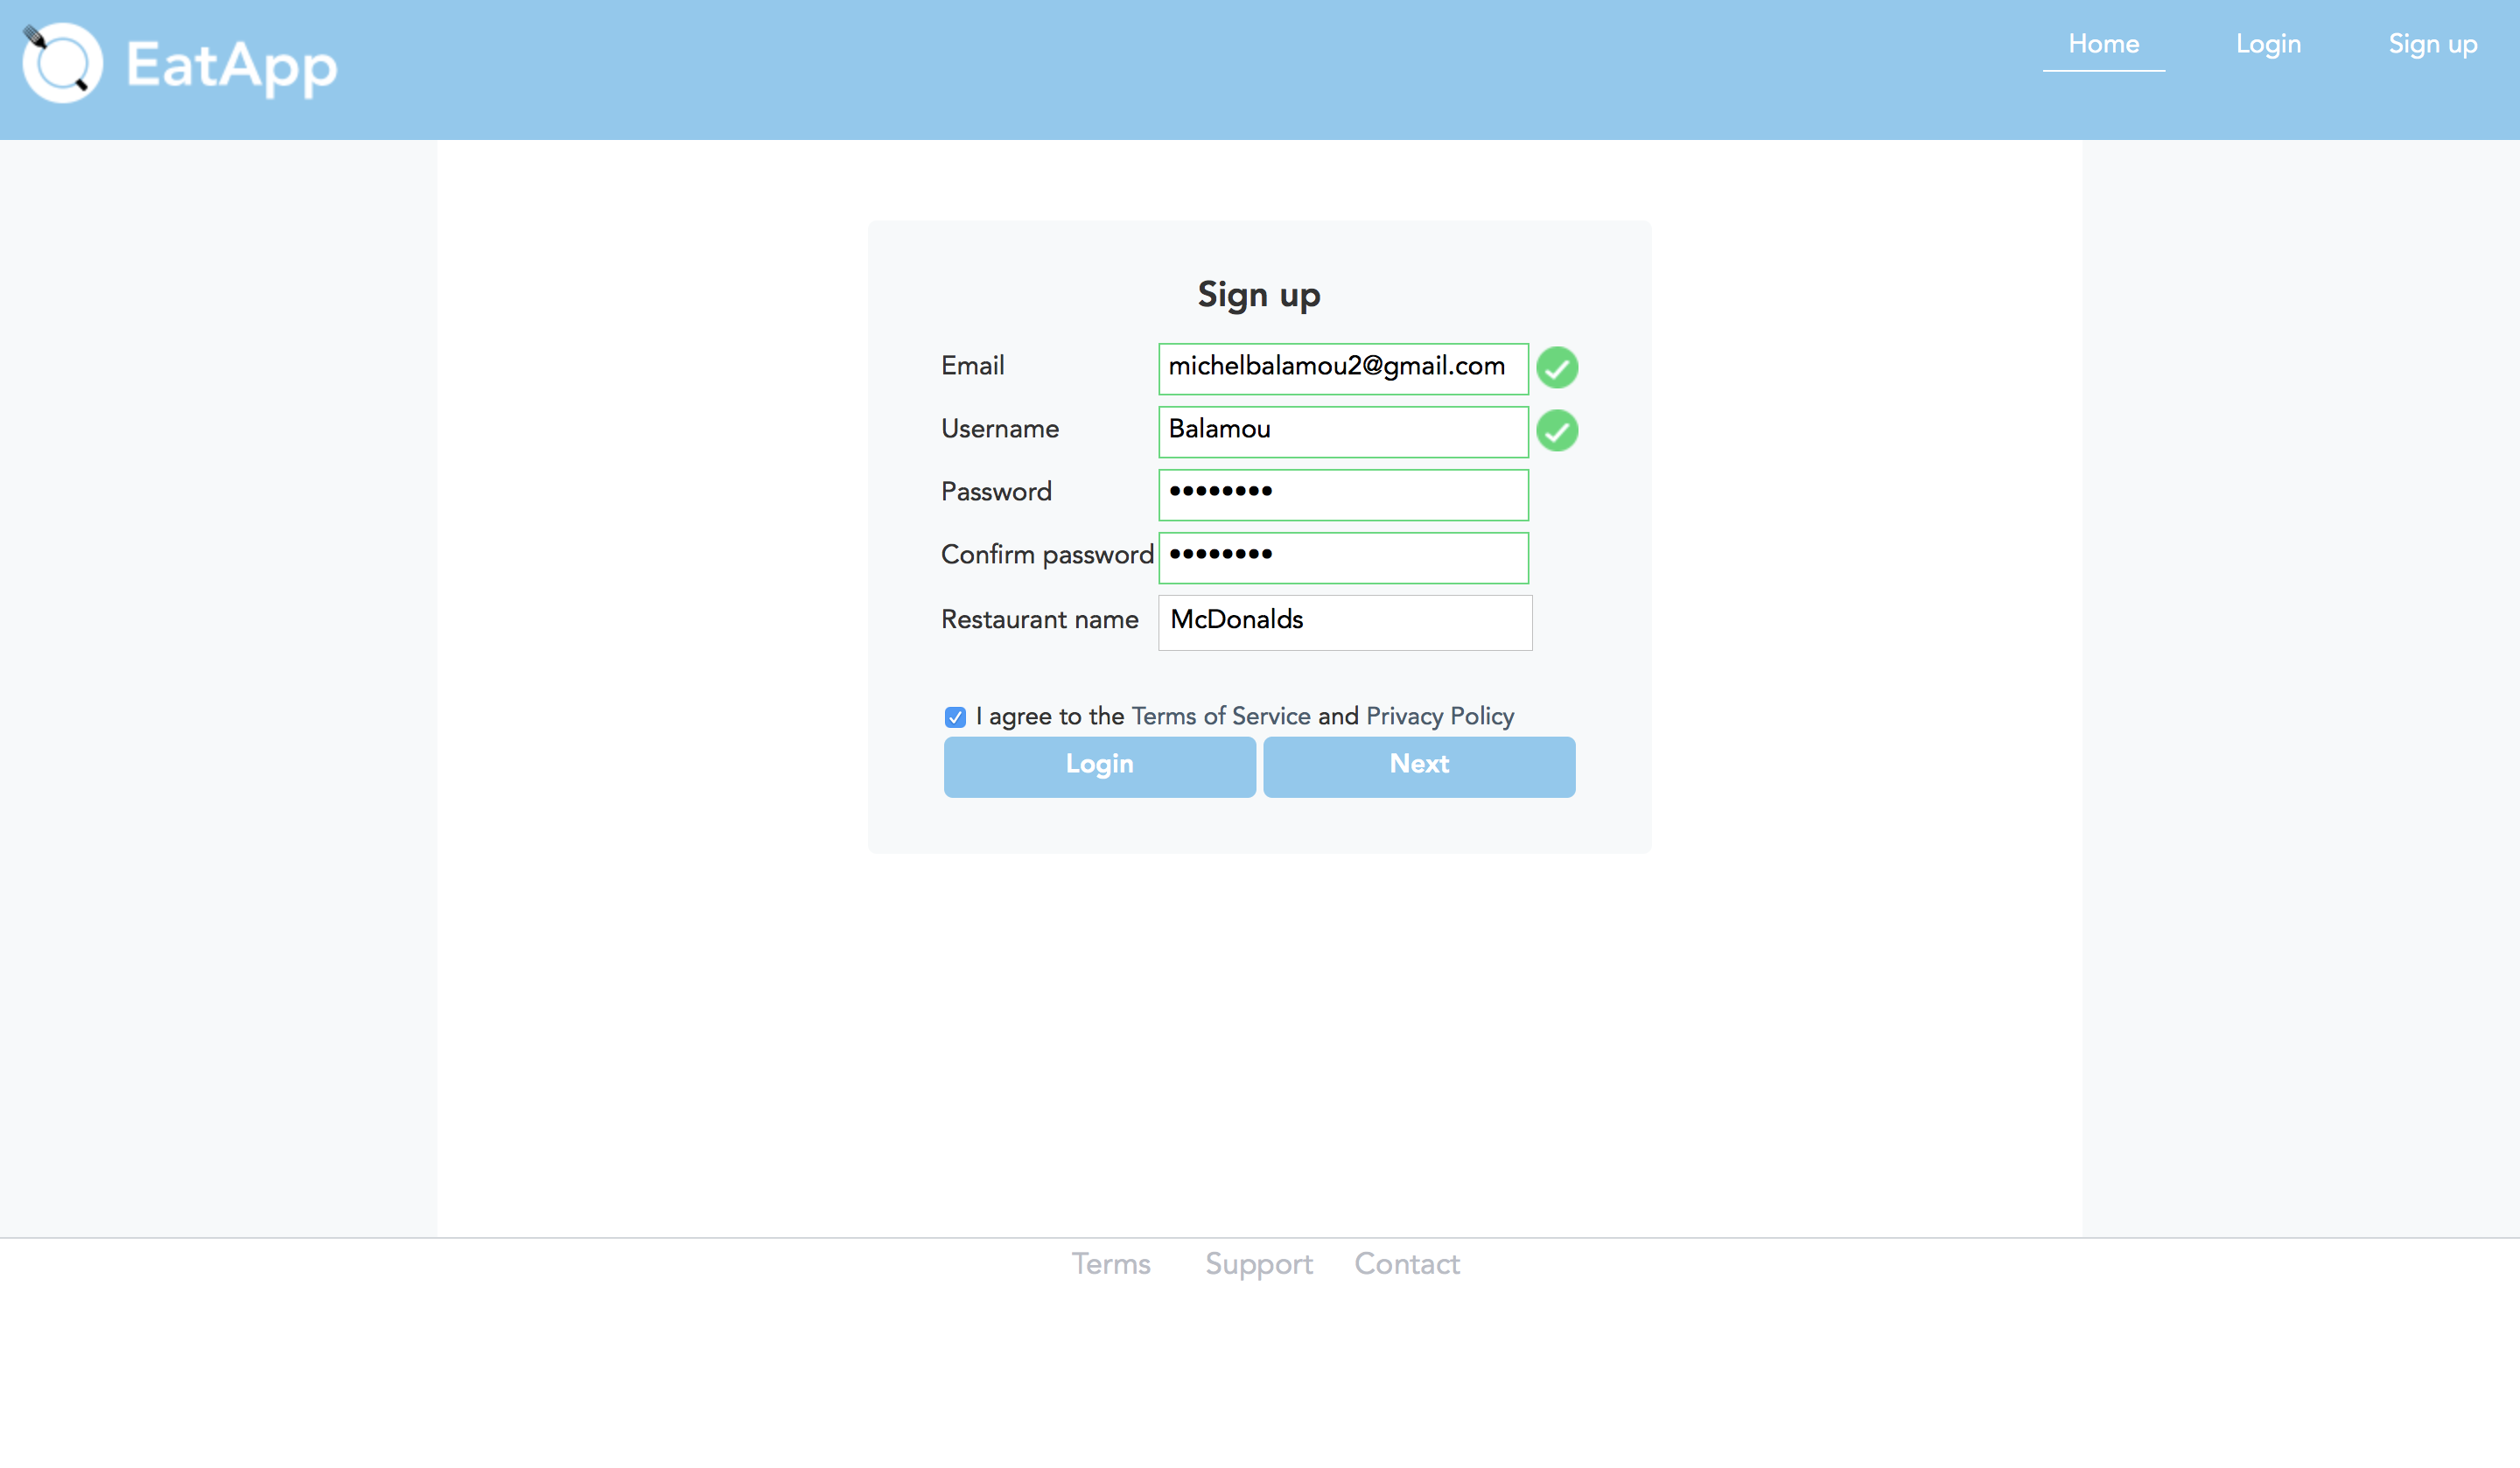 EatApp
Home Login Sign up
Sign up
Email michelbalamou2@gmail.com
Username Balamou
Password ••••••••
Confirm password ••••••••
Restaurant name McDonalds
I agree to the Terms of Service and Privacy Policy
Login Next
Terms Support Contact